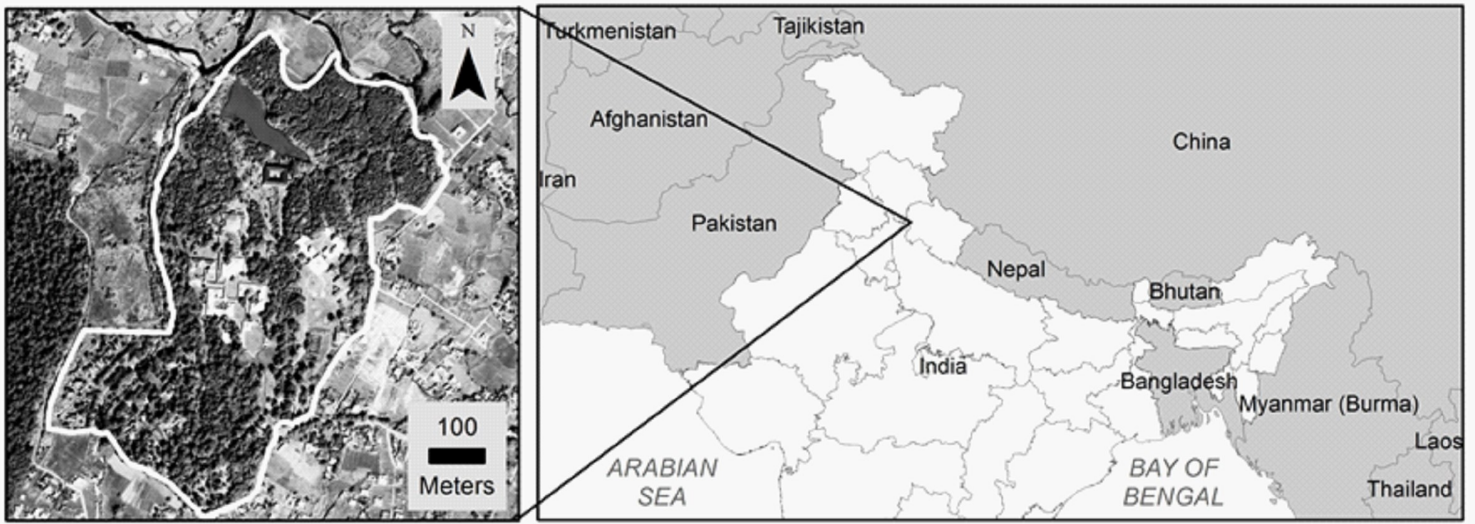 N
100
Meters
Turkmenistan
Tajikistan
Afghanistan
China
Iran
Pakistan
Nepal
Bhutan
India
Bangladesh
Myanmar (Burma)
Laos
Thailand
ARABIAN
SEA
BAY OF
BENGAL